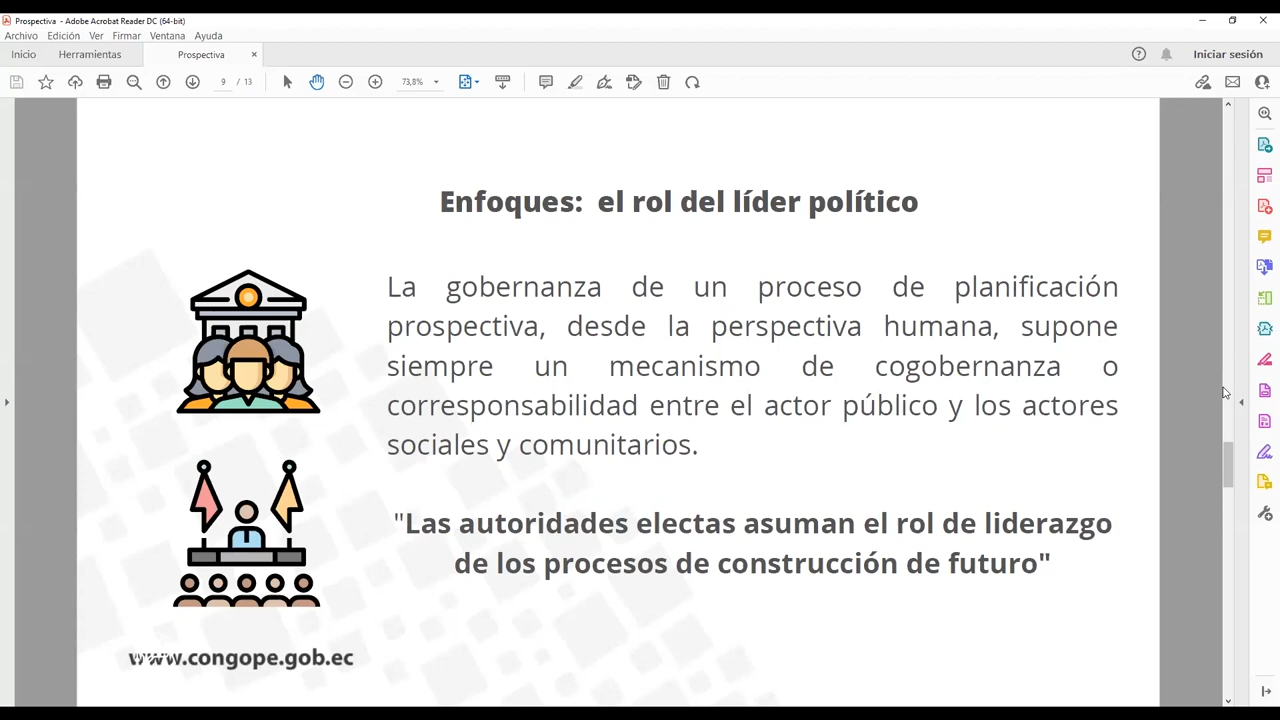 Prospectiva - Adobe Acrobat Reader DC (64-bit)
Archivo Edición Ver Firmar Ventana Ayuda
Inicio Herramientas Prospectiva × Iniciar sesión
9 / 13 73,8%
Enfoques: el rol del líder político
La gobernanza de un proceso de planificación
prospectiva, desde la perspectiva humana, supone
siempre un mecanismo de cogobernanza o
corresponsabilidad entre el actor público y los actores
sociales y comunitarios.
"Las autoridades electas asuman el rol de liderazgo
de los procesos de construcción de futuro"
www.congope.gob.ec